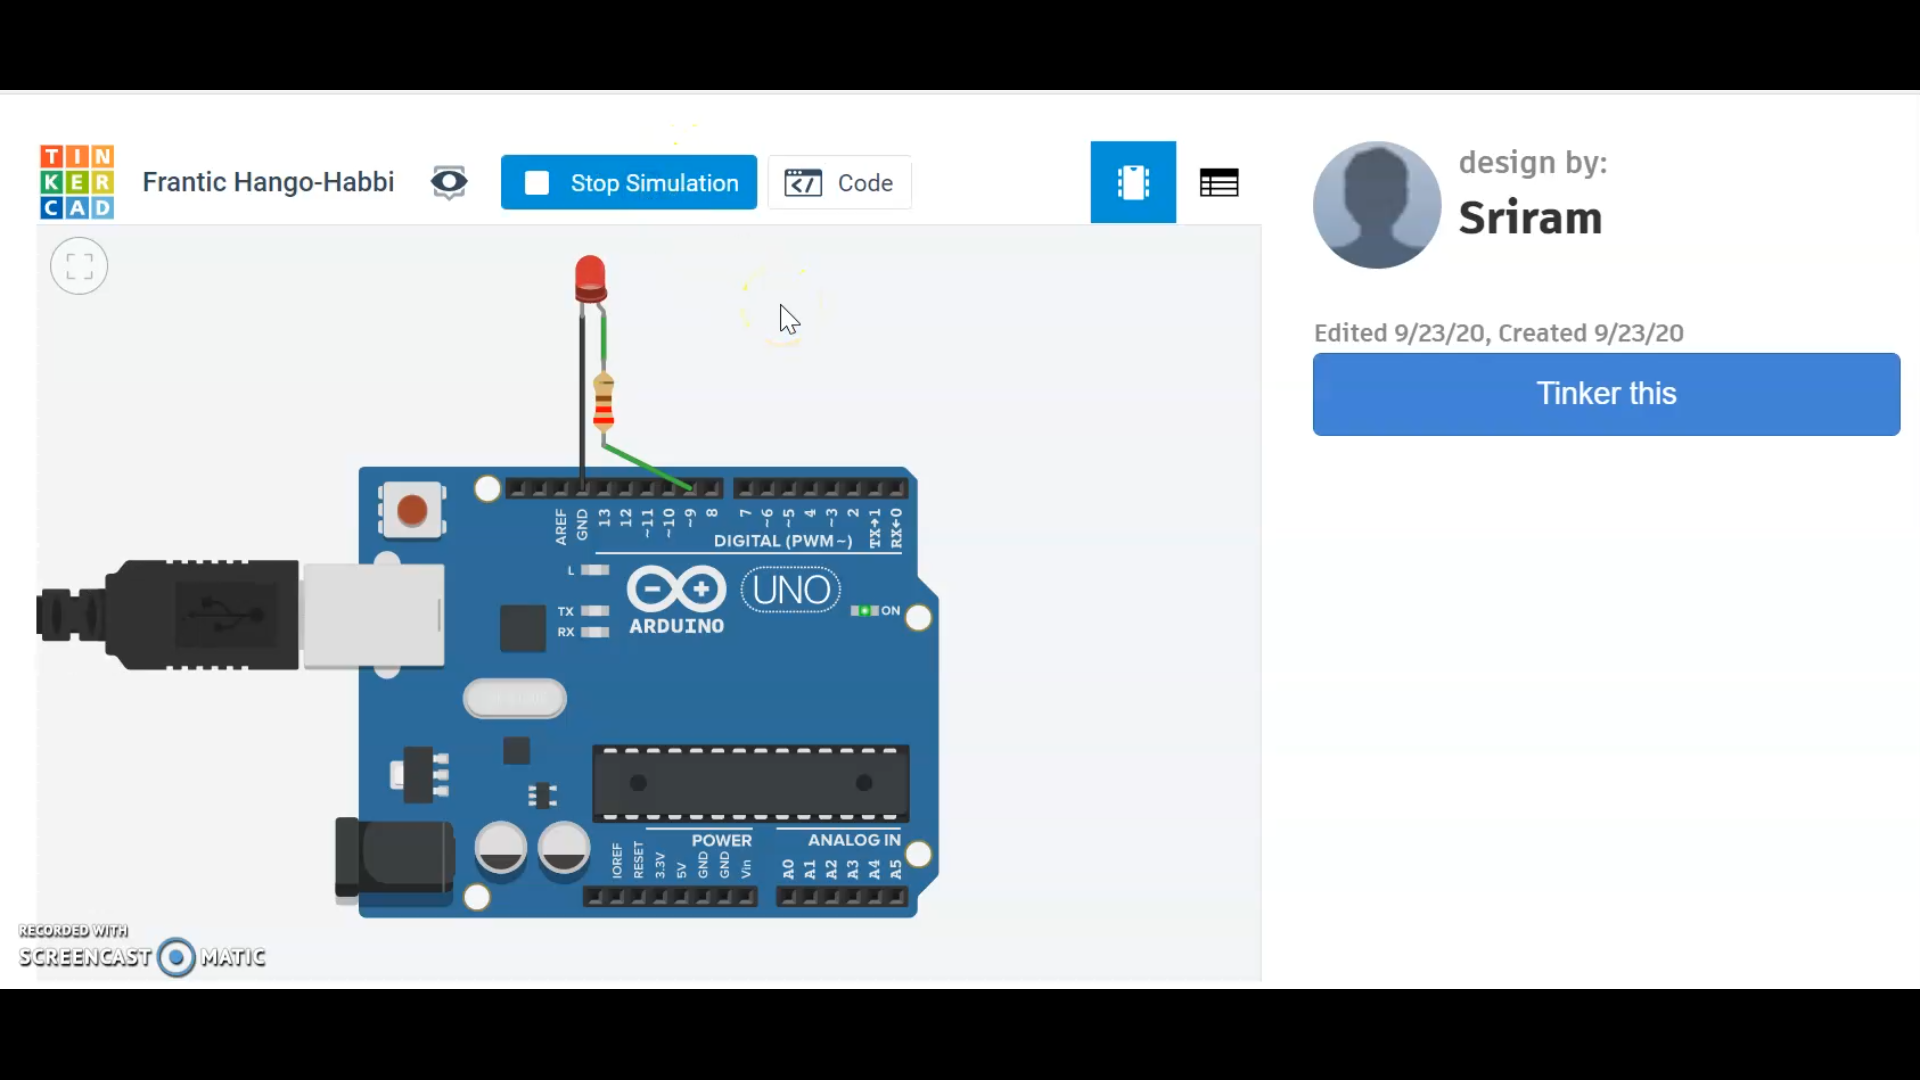 TIN
KER
CAD
Frantic Hango-Habbi
Stop Simulation
Code
design by:
Sriram
Edited 9/23/20, Created 9/23/20
Tinker this
AREF
GND
13
12
~11
~10
~9
8
7
~6
~5
4
~3
2
TX→1
RX←0
DIGITAL (PWM~)
L
TX
RX
ARDUINO
UNO
ON
POWER
ANALOG IN
IOREF
RESET
3.3V
5V
GND
GND
Vin
A0
A1
A2
A3
A4
A5
RECORDED WITH
SCREENCAST MATIC